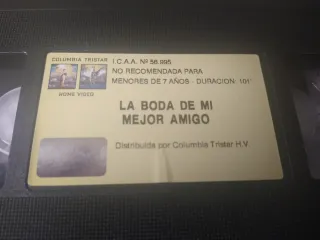 COLUMBIA TRISTAR
HOME VIDEO
I.C.A.A. Nº 56.995
NO RECOMENDADA PARA
MENORES DE 7 AÑOS - DURACION: 101'
LA BODA DE MI
MEJOR AMIGO
Distribuida por Columbia Tristar H.V.